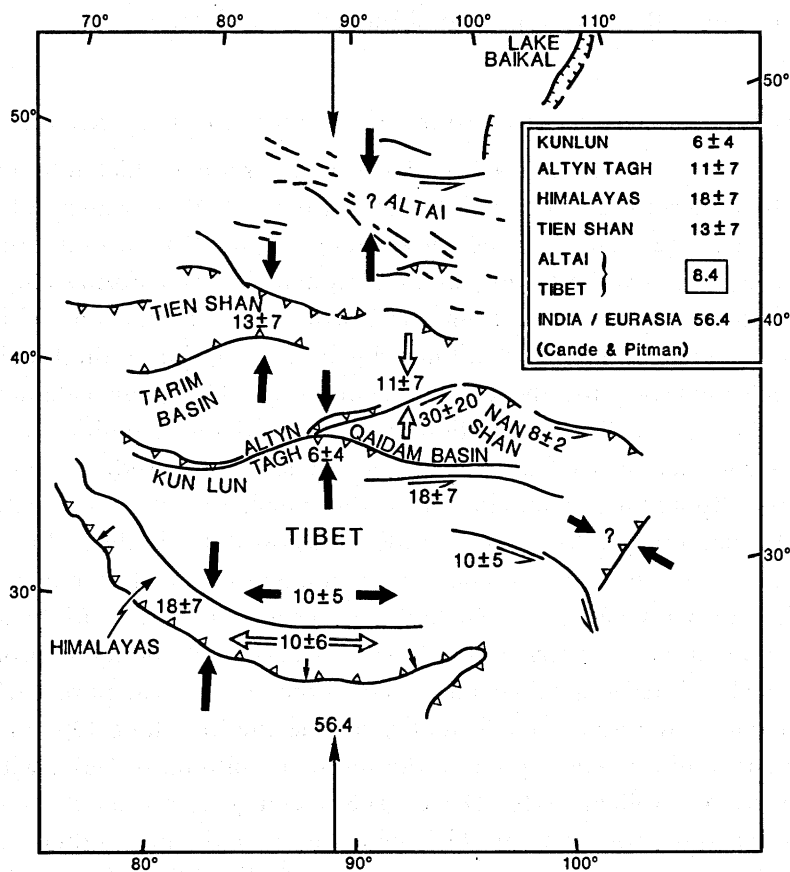 70° 80° 90° 100° 110°
LAKE
BAIKAL
50° 50°
KUNLUN 6±4
ALTYN TAGH 11±7
HIMALAYAS 18±7
TIEN SHAN 13±7
ALTAI
TIBET
8.4
INDIA / EURASIA 56.4
(Cande & Pitman)
? ALTAI
TIEN SHAN
13±7
40° 40°
TARIM
BASIN
11±7
30±20
NAN
SHAN
8±2
ALTYN
TAGH
QAIDAM BASIN
6±4
KUN LUN
18±7
TIBET
?
10±5
30° 30°
10±5
18±7
HIMALAYAS
10±6
56.4
80° 90° 100°